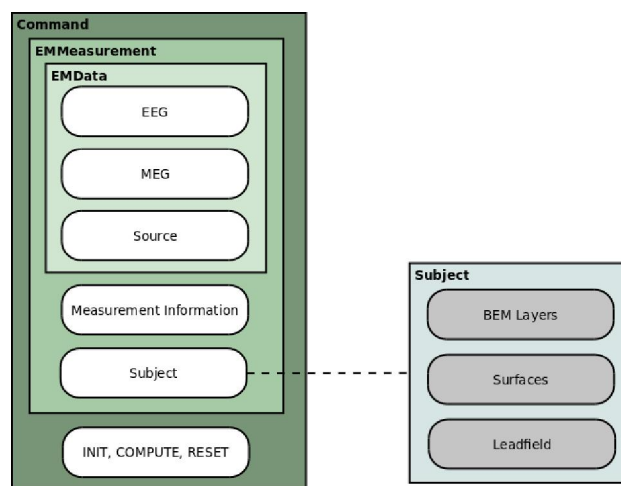 Command
EMMeasurement
EMData
EEG
MEG
Source
Measurement Information
Subject
INIT, COMPUTE, RESET
Subject
BEM Layers
Surfaces
Leadfield